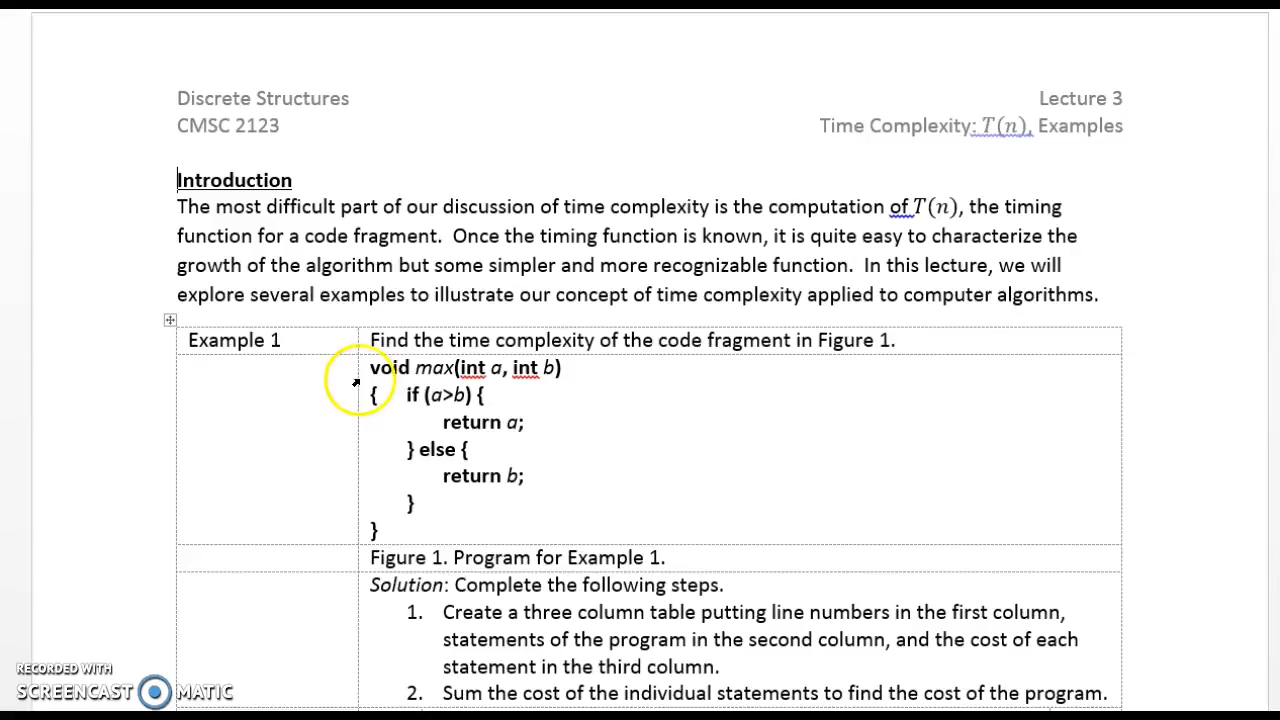 Discrete Structures
Lecture 3
CMSC 2123
Time Complexity: T(n), Examples
Introduction
The most difficult part of our discussion of time complexity is the computation of T(n), the timing
function for a code fragment. Once the timing function is known, it is quite easy to characterize the
growth of the algorithm but some simpler and more recognizable function. In this lecture, we will
explore several examples to illustrate our concept of time complexity applied to computer algorithms.
Example 1
Find the time complexity of the code fragment in Figure 1.
void max(int a, int b)
{ if (a>b) {
return a;
} else {
return b;
}
}
Figure 1. Program for Example 1.
Solution: Complete the following steps.
1. Create a three column table putting line numbers in the first column,
statements of the program in the second column, and the cost of each
statement in the third column.
2. Sum the cost of the individual statements to find the cost of the program.
RECORDED WITH
SCREENCAST MATIC